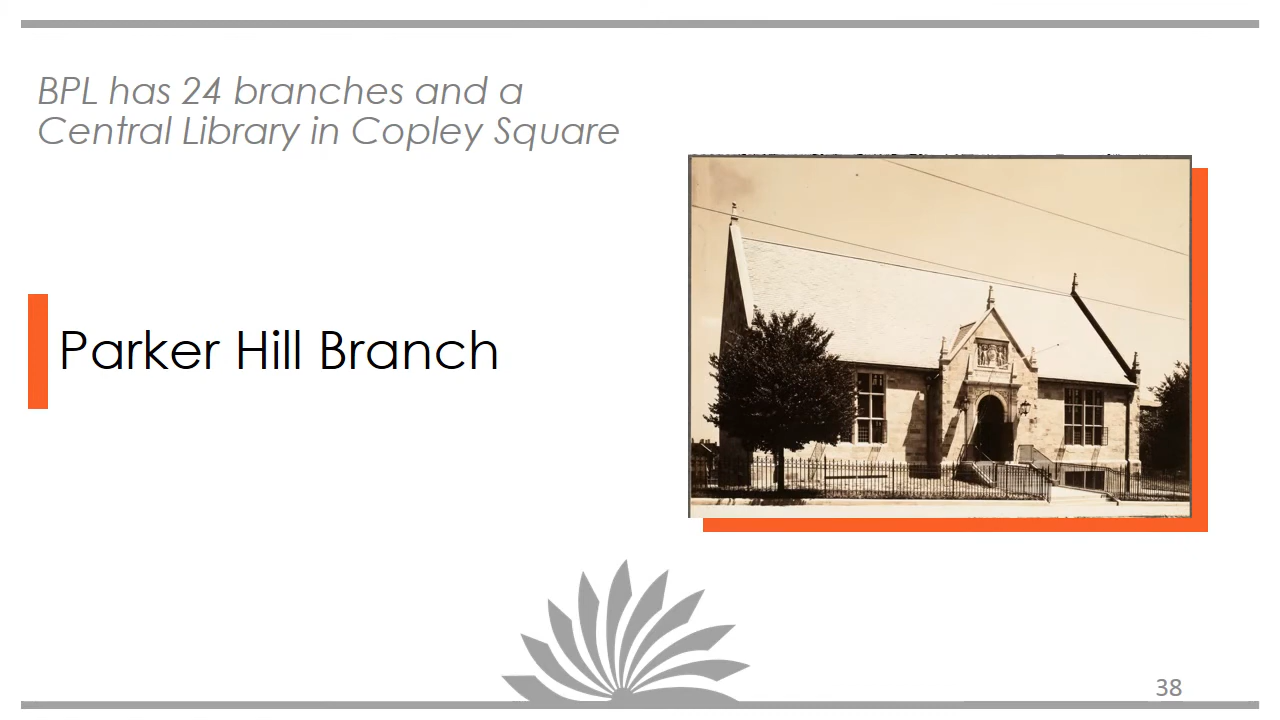 BPL has 24 branches and a
Central Library in Copley Square
Parker Hill Branch
38